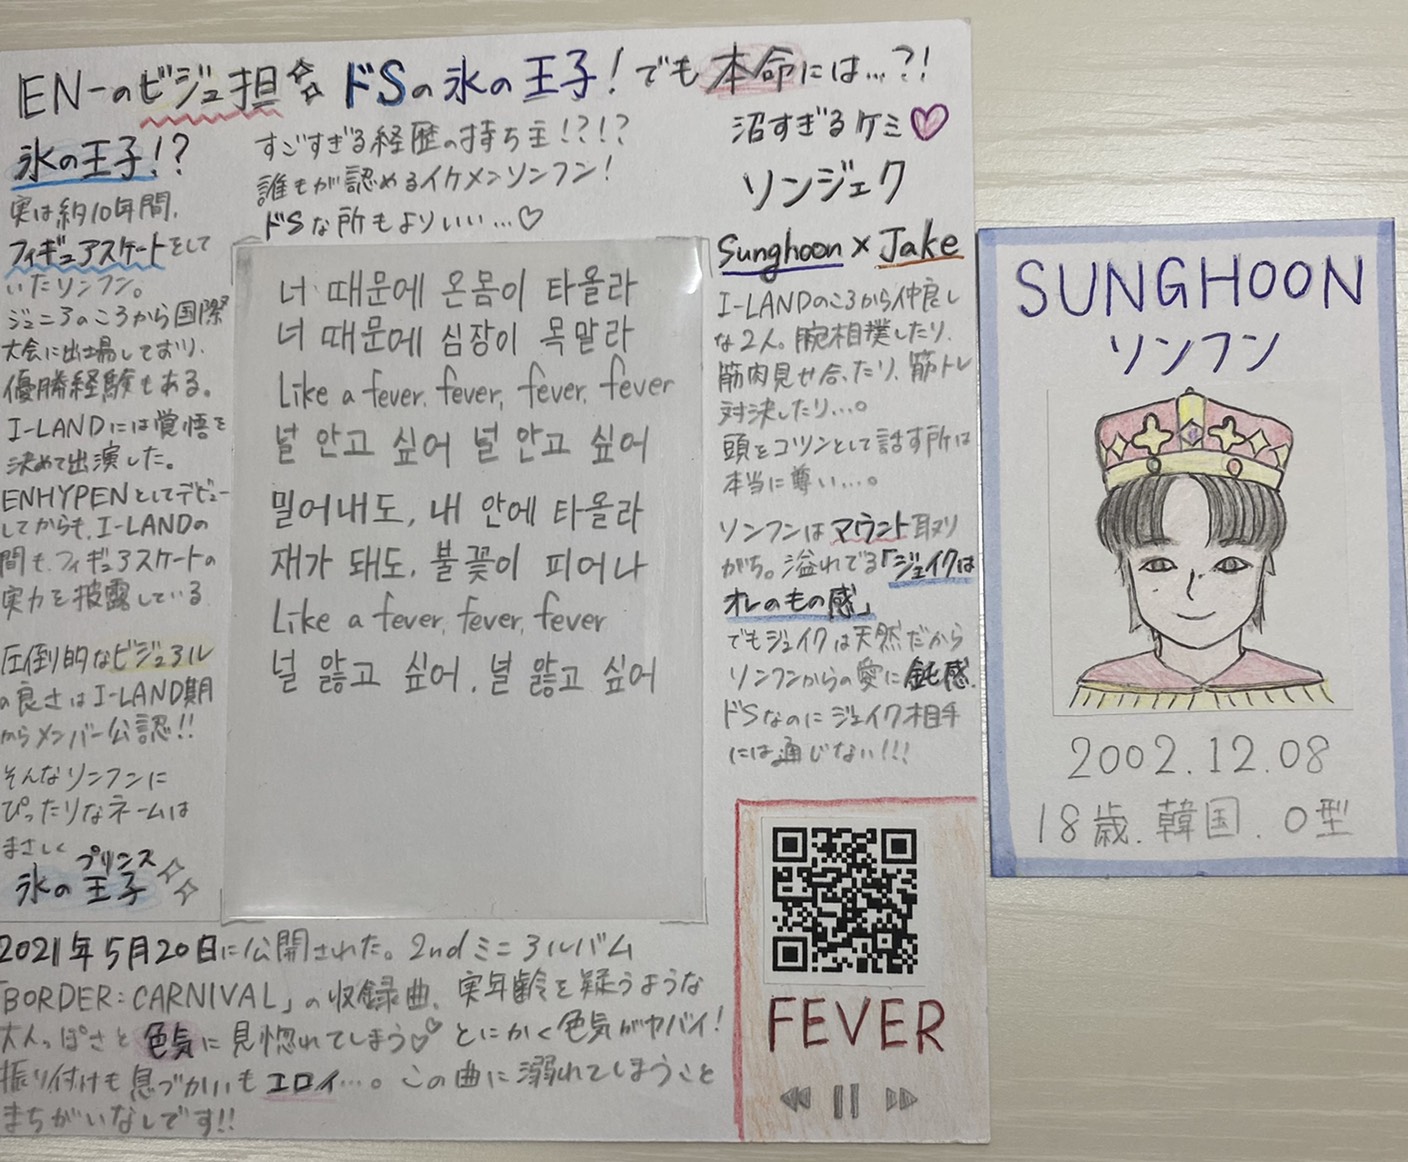 EN-のビジュ担 ドSの氷の王子!でも本命には…?!
氷の王子!?
実は約10年間、
フィギュアスケートをして
いたソンフン。
ジュニアのころから国際
大会に出場しており、
優勝経験もある。
I-LANDには覚悟を
決めて出演した。
ENHYPENとしてデビュー
してからも、I-LANDの
間も、フィギュアスケートの
実力を披露している
圧倒的なビジュアル
の良さはI-LAND期
からメンバー公認!!
そんなソンフンに
ぴったりなネームは
まさしく
プリンス
氷の王子
すごすぎる経歴の持ち主!?!?
誰もが認めるイケメンソンフン!
ドSな所もよりいい…♡
너 때문에 온몸이 타올라
너 때문에 심장이 목말라
Like a fever, fever, fever, fever
널 안고 싶어 널 안고 싶어
밀어내도, 내 안에 타올라
재가 돼도, 불꽃이 피어나
Like a fever, fever, fever
널 앓고 싶어, 널 앓고 싶어
沼すぎるケミ♡
ソンジェク
Sunghoon × Jake
I-LANDのころから仲良し
な2人。腕相撲したり、
筋肉見せ合ったり、筋トレ
対決したり…。
頭をコツンとして話す所は
本当に尊い…。
ソンフンはマウント取り
がち。溢れでる「ジェイクは
オレのもの感」
でもジェイクは天然だから
ソンフンからの愛に鈍感。
ドSなのにジェイク相手
には通じない!!!
2021年5月20日に公開された。2ndミニアルバム
「BORDER: CARNIVAL」の収録曲、実年齢を疑うような
大人っぽさと色気に見惚れてしまう♡とにかく色気がヤバイ!
振り付けも息づかいもエロイ…。この曲に溺れてしまうこと
まちがいなしです!!
FEVER
SUNGHOON
ソンフン
2002.12.08
18歳.韓国.O型